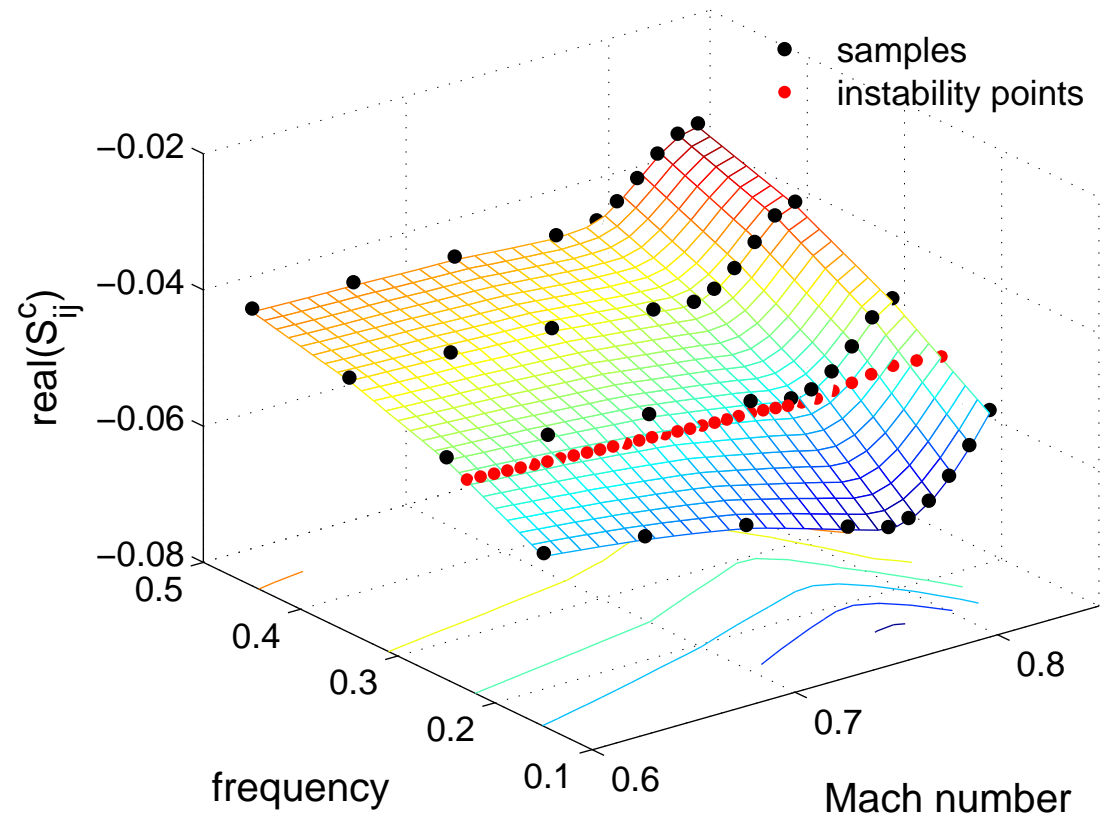 samples
instability points
−0.02
−0.04
−0.06
−0.08
real(S^c_ij)
0.5
0.4
0.3
0.2
0.1
frequency
0.6
0.7
0.8
Mach number